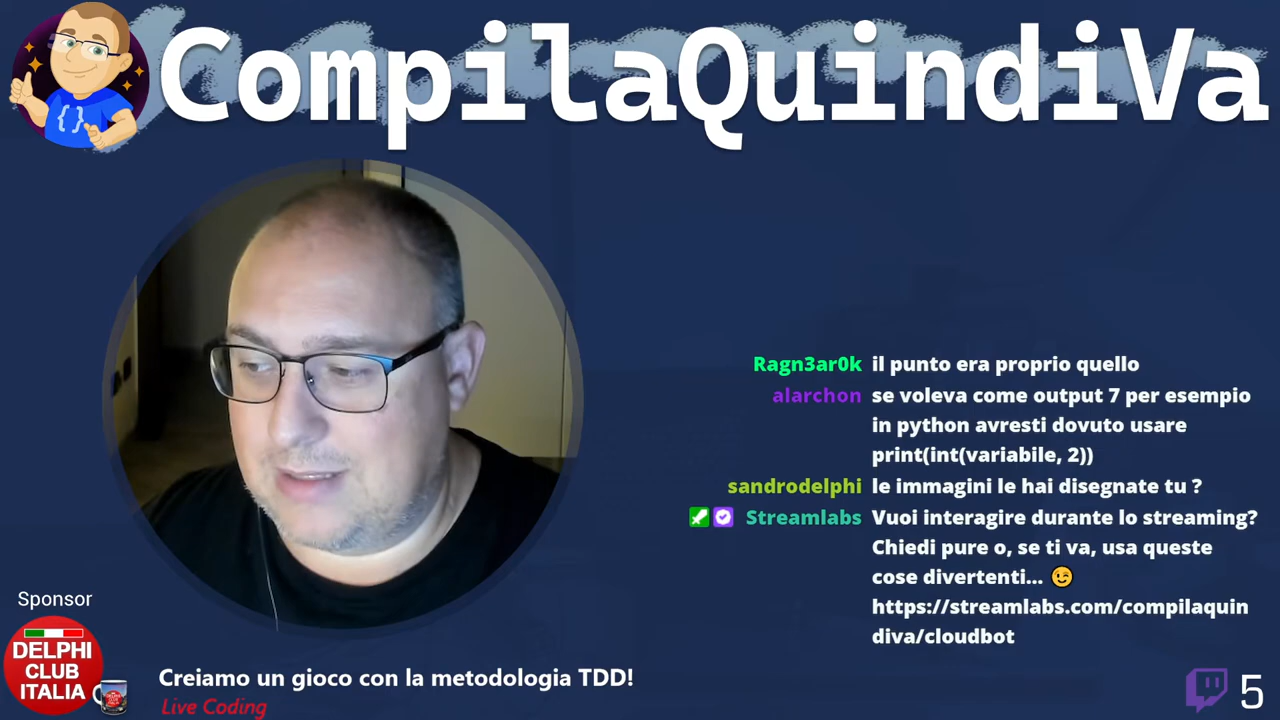 CompilaQuindiVa
{}
Ragn3ar0k il punto era proprio quello
alarchon se voleva come output 7 per esempio
in python avresti dovuto usare
print(int(variabile, 2))
sandrodelphi le immagini le hai disegnate tu ?
Streamlabs Vuoi interagire durante lo streaming?
Chiedi pure o, se ti va, usa queste
cose divertenti... 😉
https://streamlabs.com/compilaquin
diva/cloudbot
Sponsor
DELPHI
CLUB
ITALIA
Creiamo un gioco con la metodologia TDD!
Live Coding
5